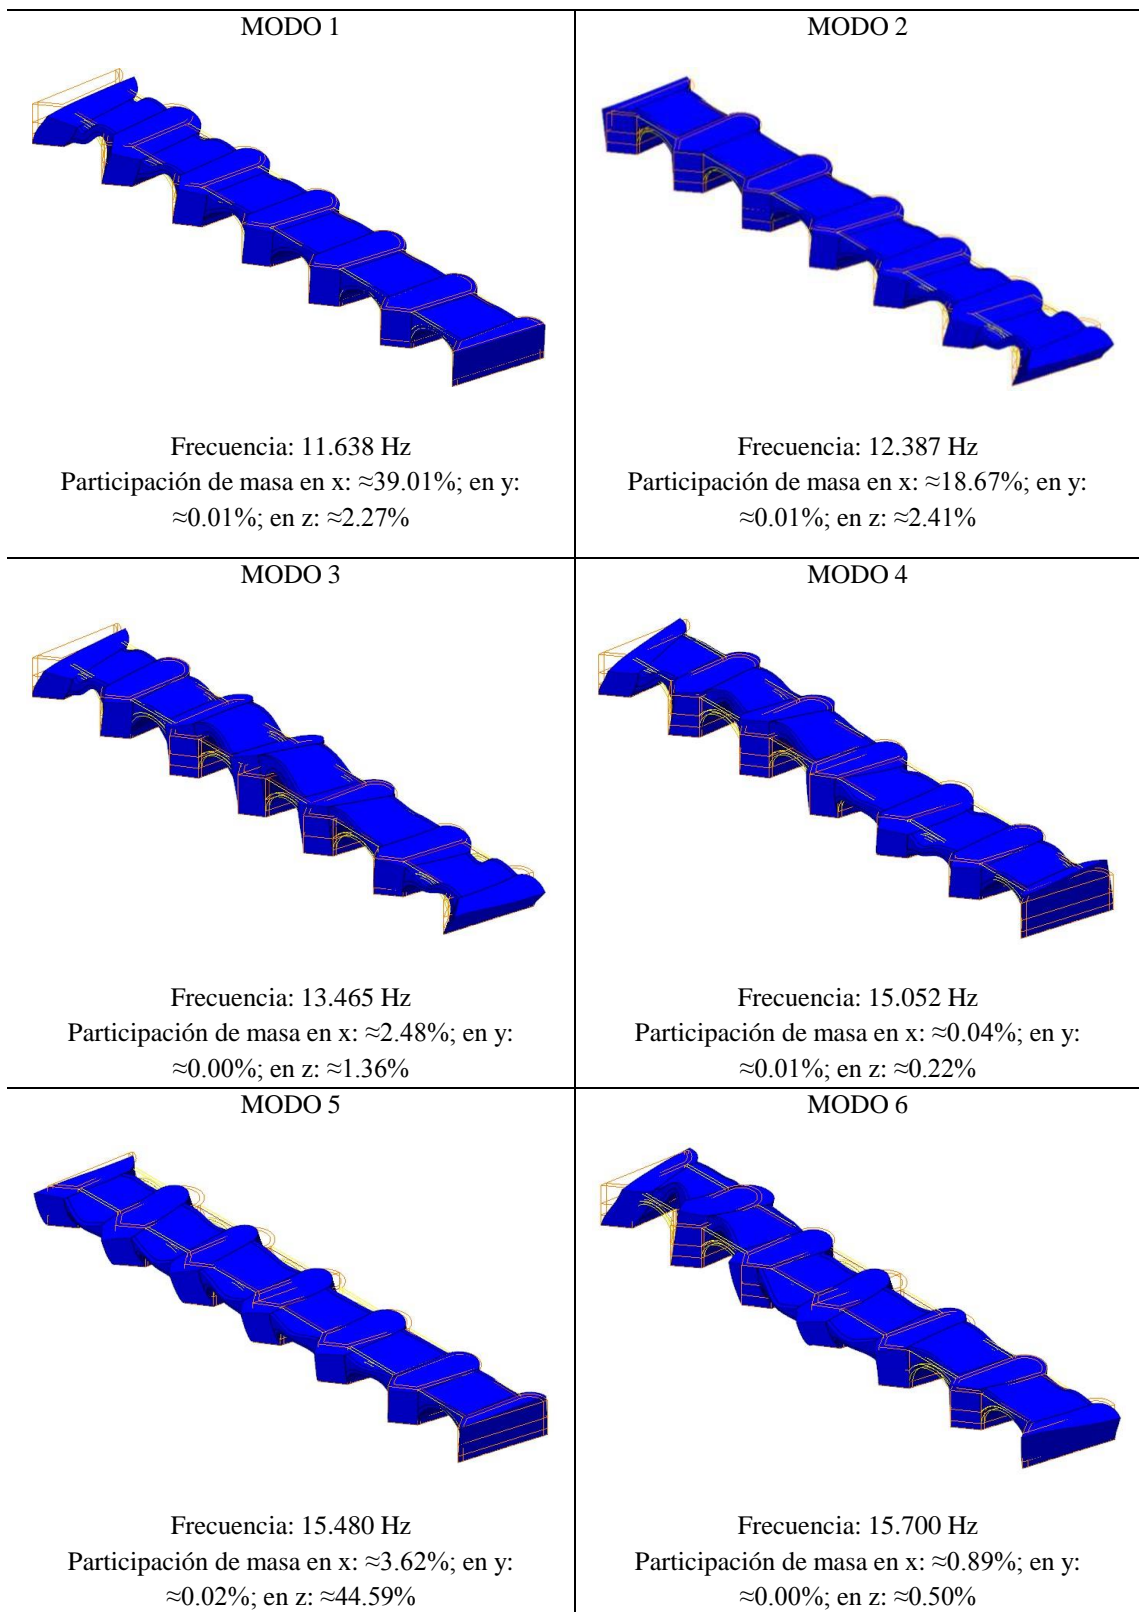 MODO 1
MODO 2
Frecuencia: 11.638 Hz
Participación de masa en x: ≈39.01%; en y:
≈0.01%; en z: ≈2.27%
Frecuencia: 12.387 Hz
Participación de masa en x: ≈18.67%; en y:
≈0.01%; en z: ≈2.41%
MODO 3
MODO 4
Frecuencia: 13.465 Hz
Participación de masa en x: ≈2.48%; en y:
≈0.00%; en z: ≈1.36%
Frecuencia: 15.052 Hz
Participación de masa en x: ≈0.04%; en y:
≈0.01%; en z: ≈0.22%
MODO 5
MODO 6
Frecuencia: 15.480 Hz
Participación de masa en x: ≈3.62%; en y:
≈0.02%; en z: ≈44.59%
Frecuencia: 15.700 Hz
Participación de masa en x: ≈0.89%; en y:
≈0.00%; en z: ≈0.50%